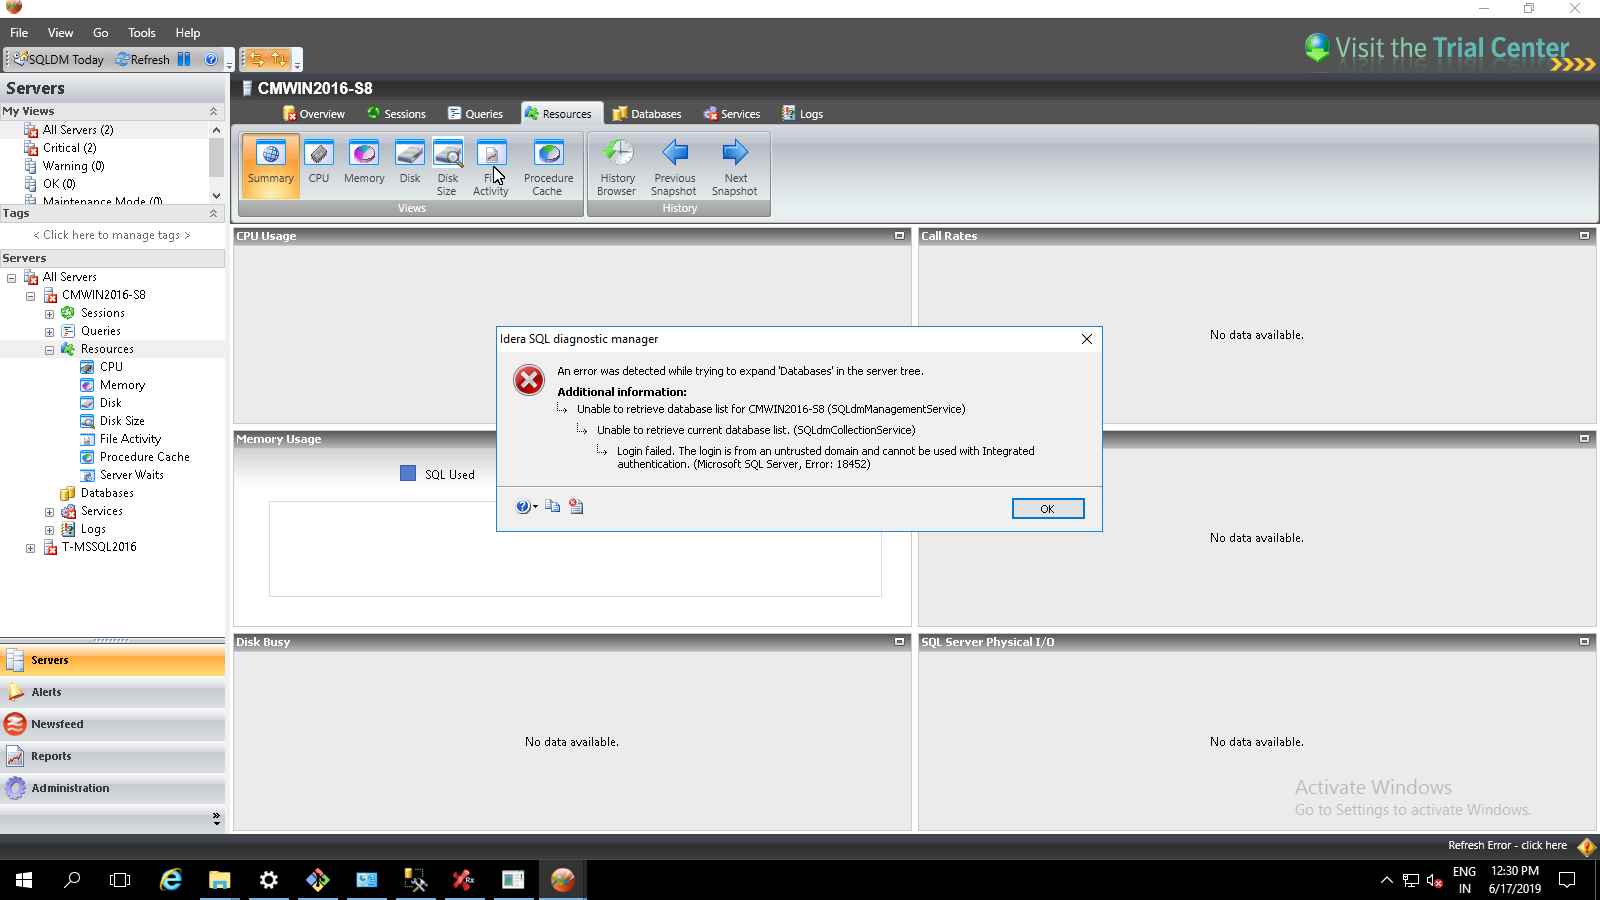 File View Go Tools Help
SQLDM Today Refresh
Visit the Trial Center
Servers
My Views
All Servers (2)
Critical (2)
Warning (0)
OK (0)
Maintenance Mode (0)
Tags
< Click here to manage tags >
Servers
All Servers
CMWIN2016-S8
Sessions
Queries
Resources
CPU
Memory
Disk
Disk Size
File Activity
Procedure Cache
Server Waits
Databases
Services
Logs
T-MSSQL2016
Servers
Alerts
Newsfeed
Reports
Administration
CMWIN2016-S8
Overview Sessions Queries Resources Databases Services Logs
Summary CPU Memory Disk
Disk Size
Activity
Procedure Cache
Views
History Browser
Previous Snapshot
Next Snapshot
History
CPU Usage
Call Rates
No data available.
Memory Usage
SQL Used
No data available.
Idera SQL diagnostic manager
An error was detected while trying to expand 'Databases' in the server tree.
Additional information:
Unable to retrieve database list for CMWIN2016-S8 (SQLdmManagementService)
Unable to retrieve current database list. (SQLdmCollectionService)
Login failed. The login is from an untrusted domain and cannot be used with Integrated
authentication. (Microsoft SQL Server, Error: 18452)
OK
Disk Busy
No data available.
SQL Server Physical I/O
No data available.
Activate Windows
Go to Settings to activate Windows.
Refresh Error - click here
ENG
IN
12:30 PM
6/17/2019